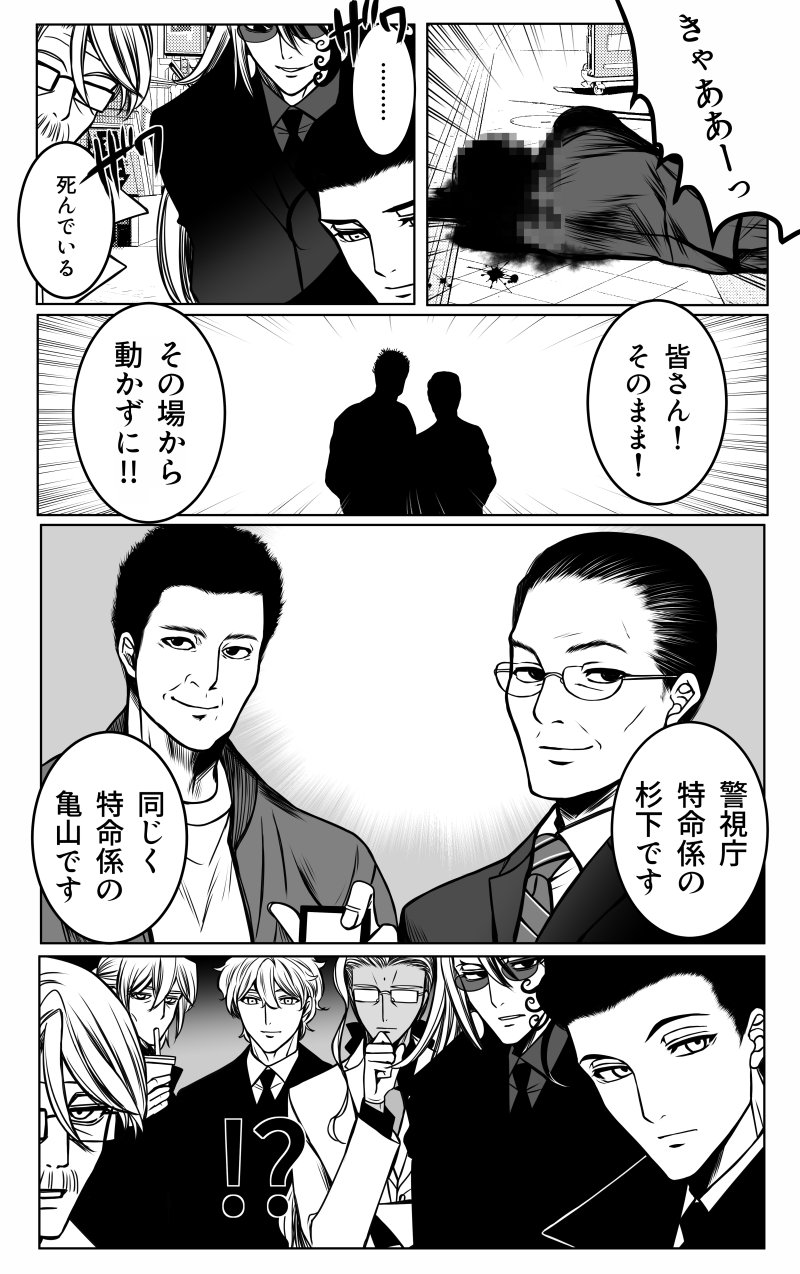 きゃああーっ
………
ザワ
ザワ
死んでいる
皆さん！
そのまま！
その場から
動かずに!!
警視庁
特命係の
杉下です
同じく
特命係の
亀山です
!?